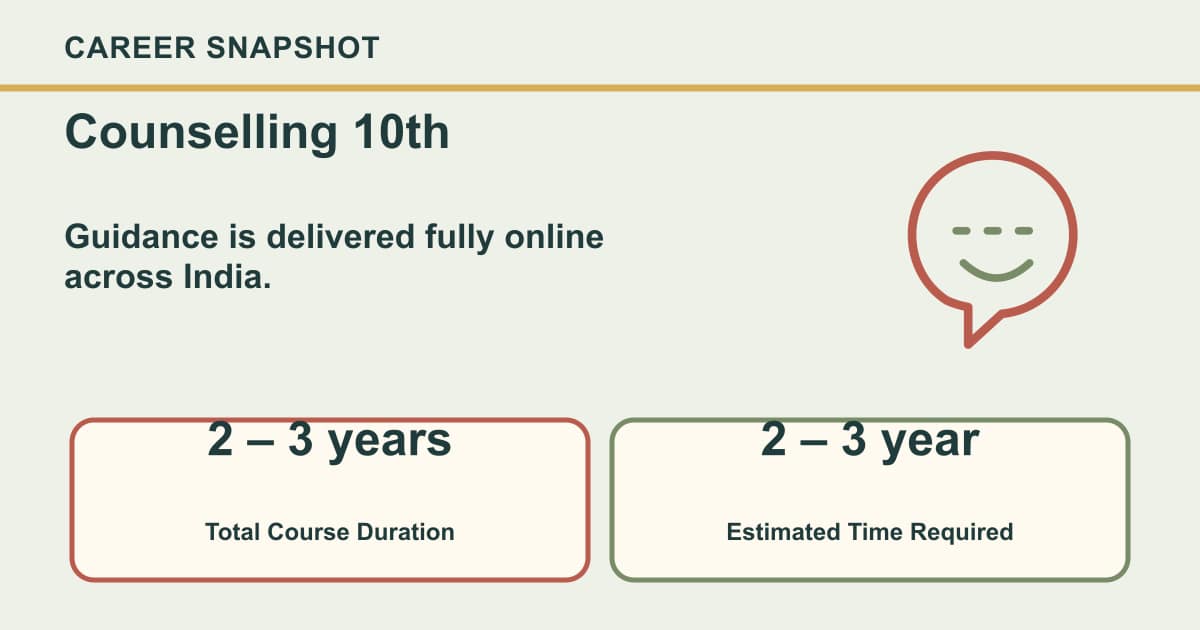 CAREER SNAPSHOT
Counselling 10th
Guidance is delivered fully online
across India.
2 – 3 years
Total Course Duration
2 – 3 year
Estimated Time Required